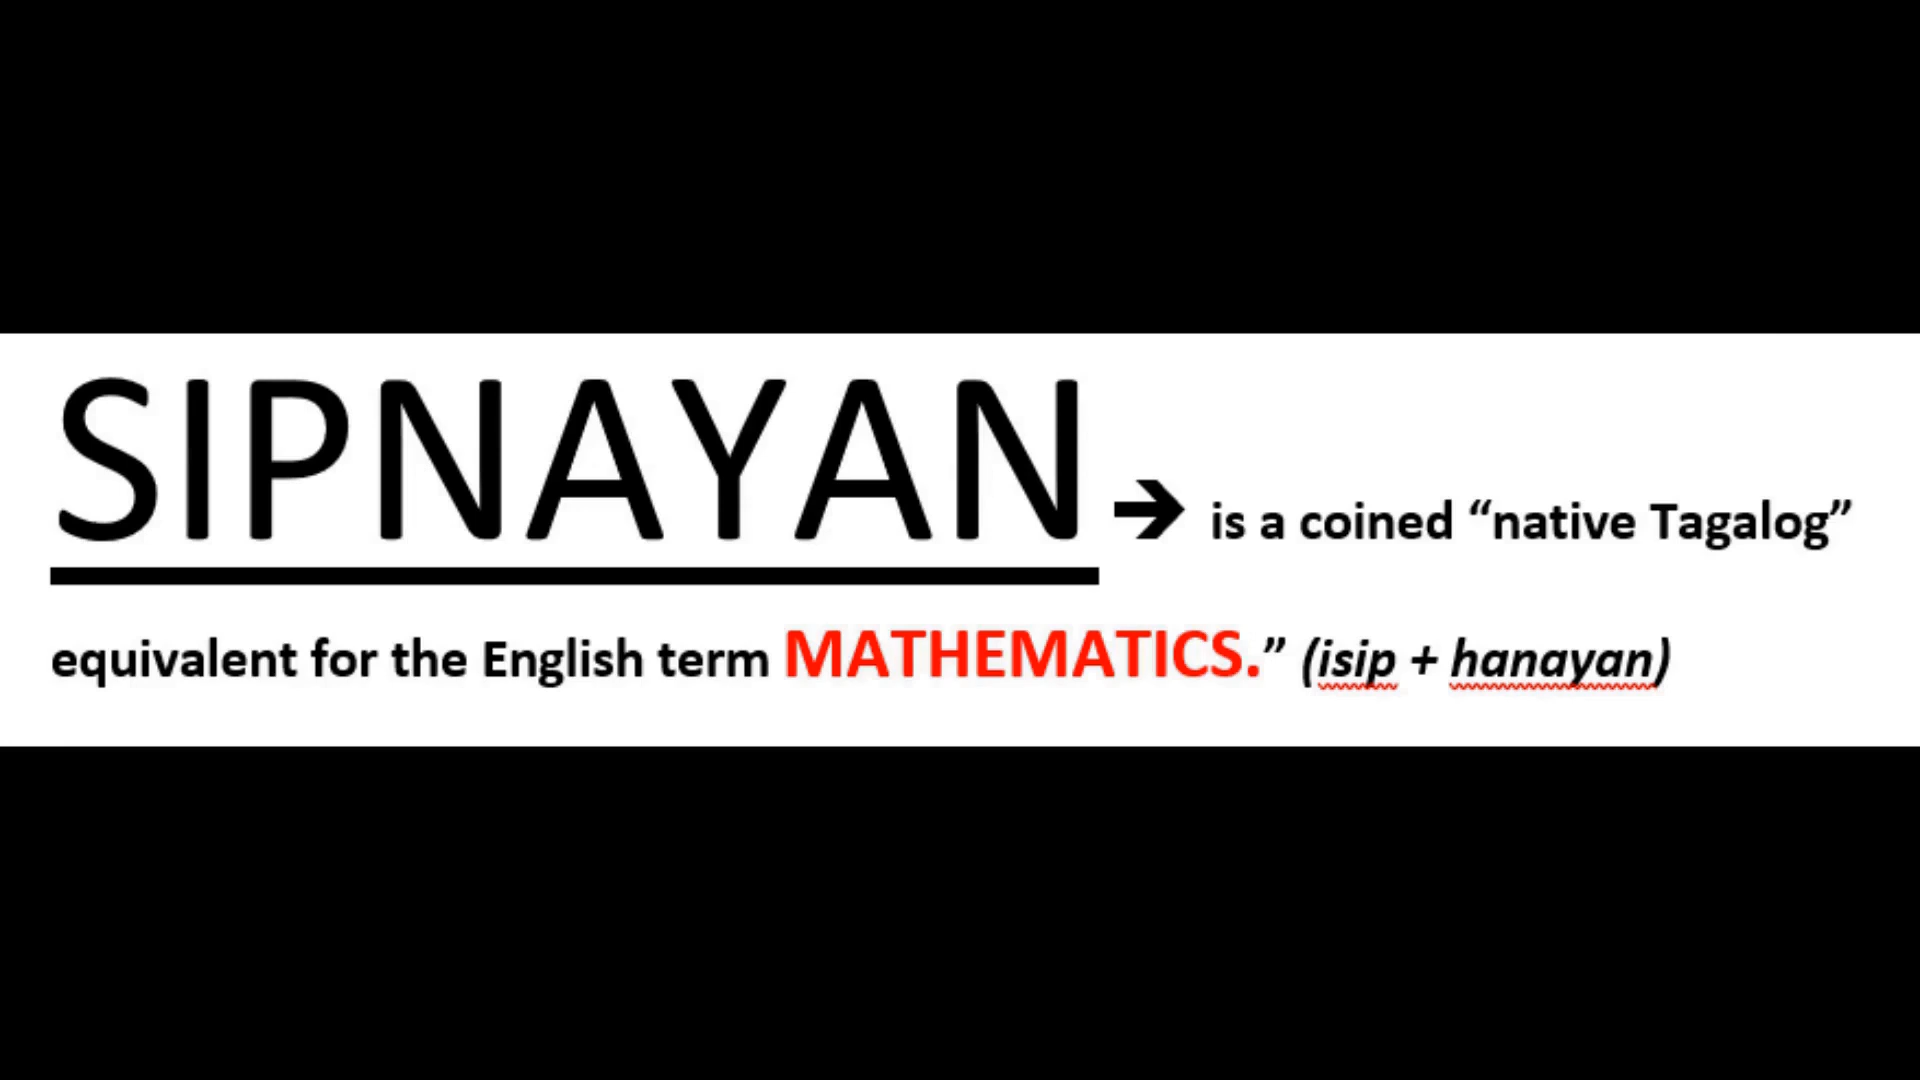 SIPNAYAN → is a coined “native Tagalog”
equivalent for the English term MATHEMATICS.” (isip + hanayan)